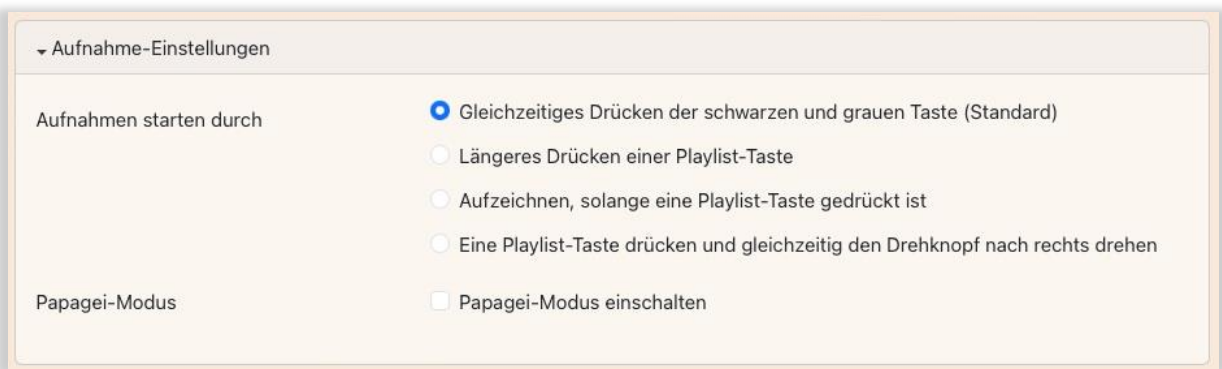 Aufnahme-Einstellungen
Aufnahmen starten durch
Gleichzeitiges Drücken der schwarzen und grauen Taste (Standard)
Längeres Drücken einer Playlist-Taste
Aufzeichnen, solange eine Playlist-Taste gedrückt ist
Eine Playlist-Taste drücken und gleichzeitig den Drehknopf nach rechts drehen
Papagei-Modus
Papagei-Modus einschalten